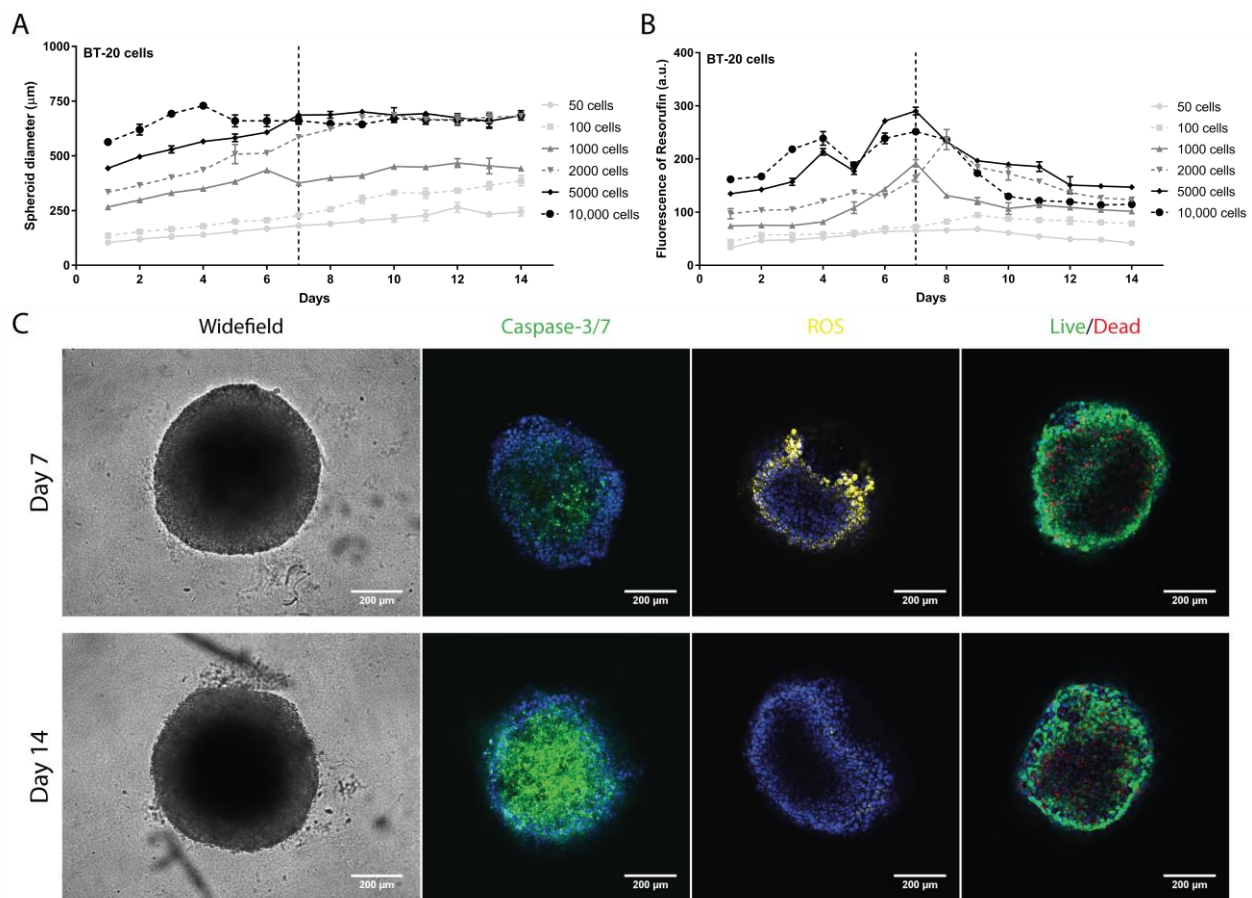 A
BT-20 cells
Spheroid diameter (μm)
1000
750
500
250
0
0 2 4 6 8 10 12 14
Days
50 cells
100 cells
1000 cells
2000 cells
5000 cells
10,000 cells
B
BT-20 cells
Fluorescence of Resorufin (a.u.)
400
300
200
100
0
0 2 4 6 8 10 12 14
Days
50 cells
100 cells
1000 cells
2000 cells
5000 cells
10,000 cells
C
Widefield Caspase-3/7 ROS Live/Dead
Day 7
200 μm 200 μm 200 μm 200 μm
Day 14
200 μm 200 μm 200 μm 200 μm